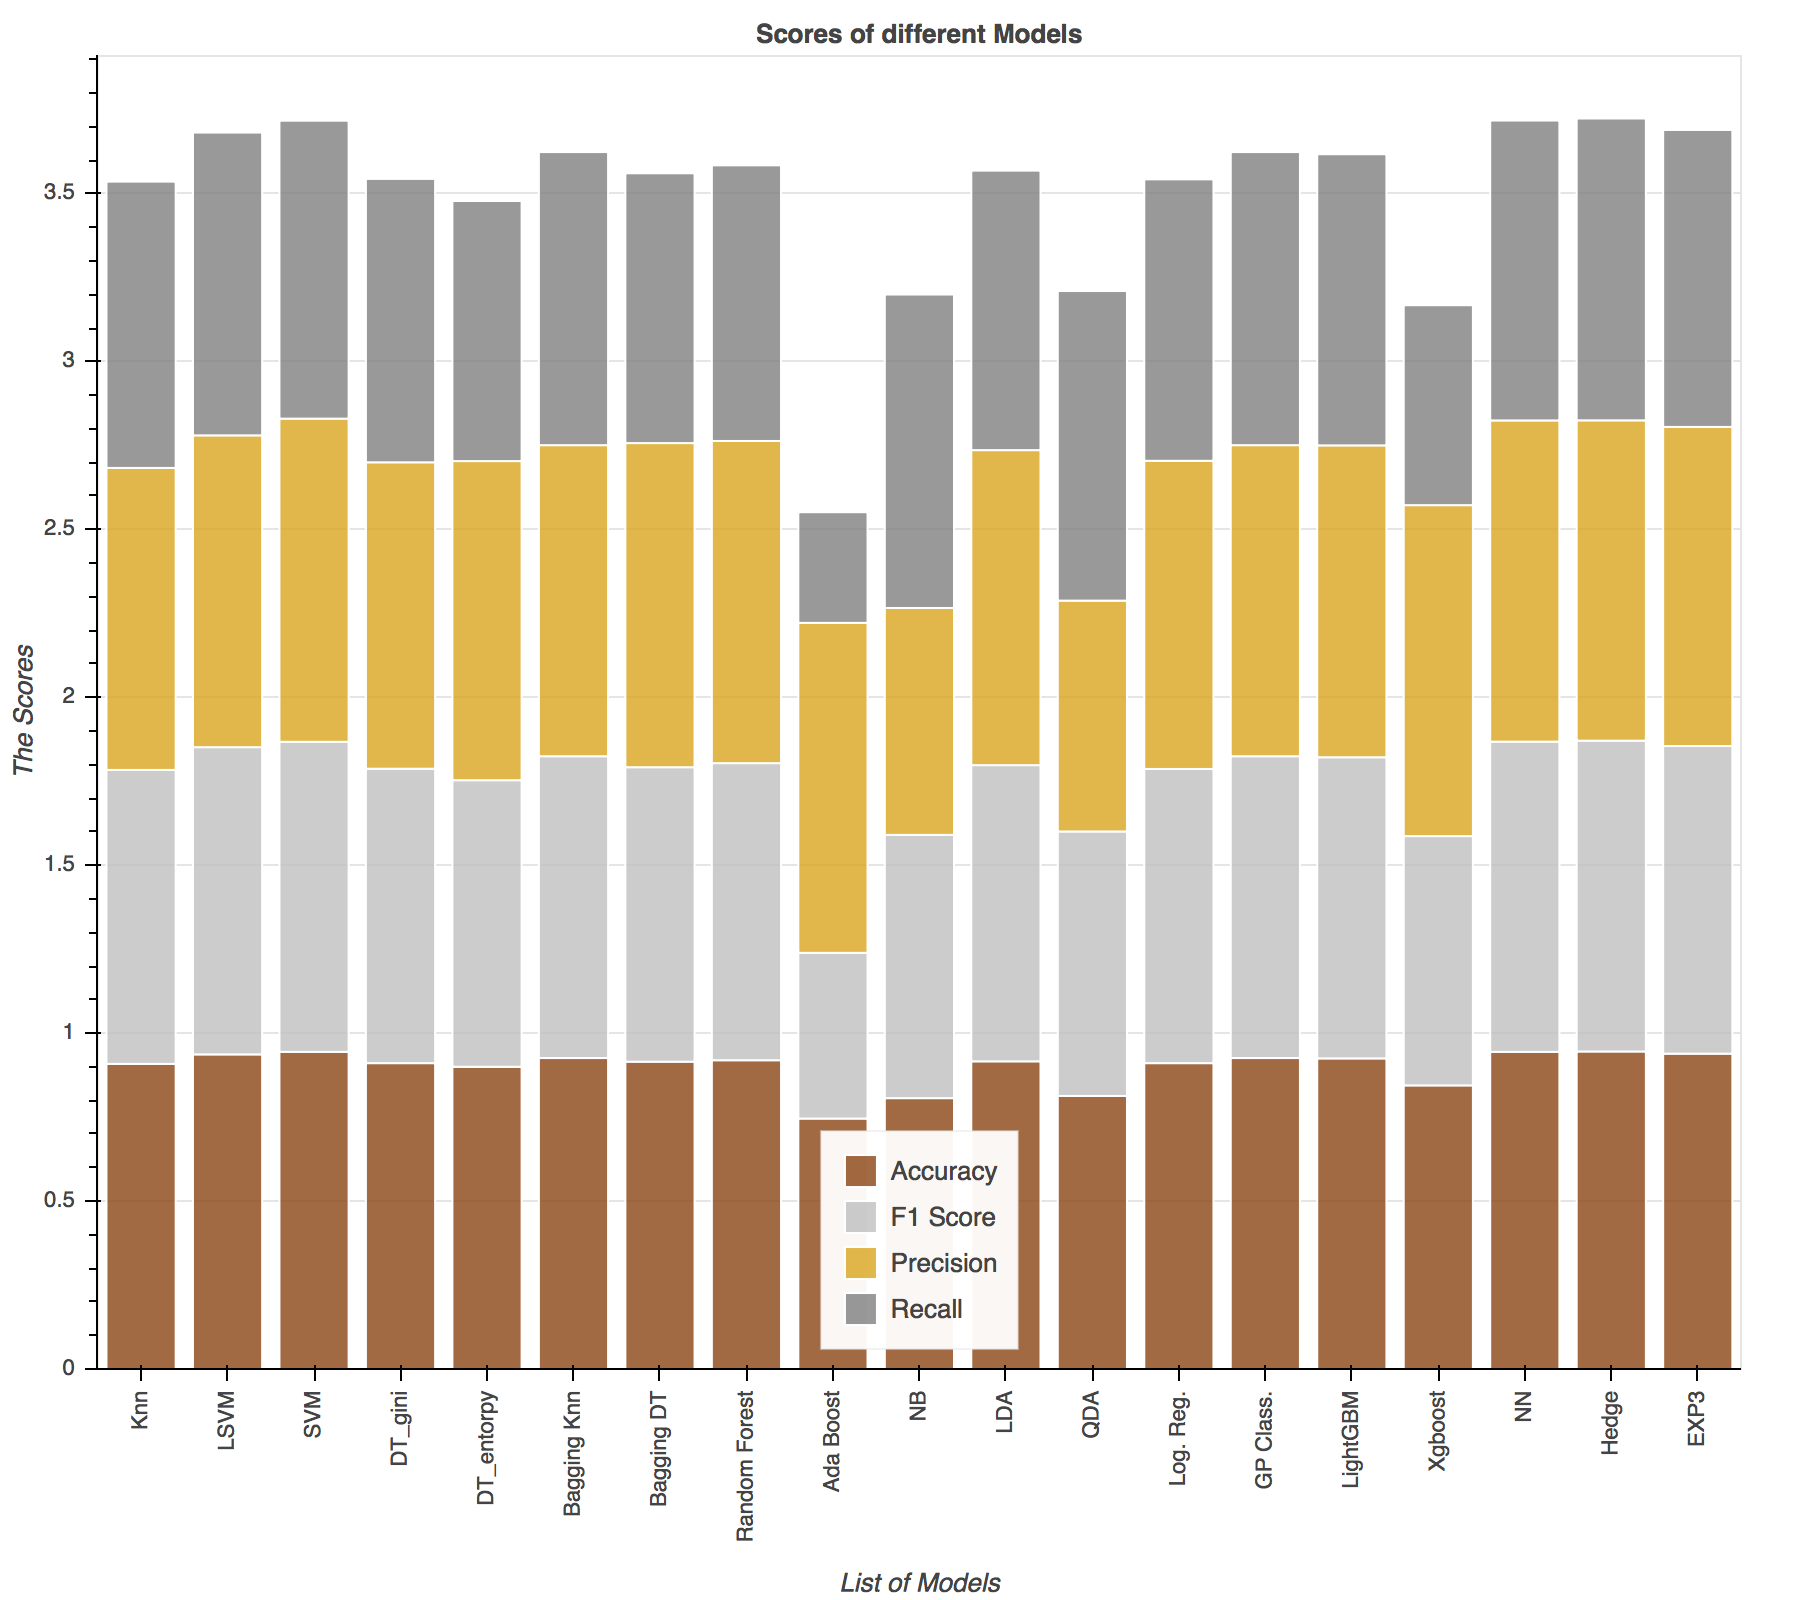 Scores of different Models
The Scores
3.5
3
2.5
2
1.5
1
0.5
0
Accuracy
F1 Score
Precision
Recall
Knn
LSVM
SVM
DT_gini
DT_entorpy
Bagging Knn
Bagging DT
Random Forest
Ada Boost
NB
LDA
QDA
Log. Reg.
GP Class.
LightGBM
Xgboost
NN
Hedge
EXP3
List of Models